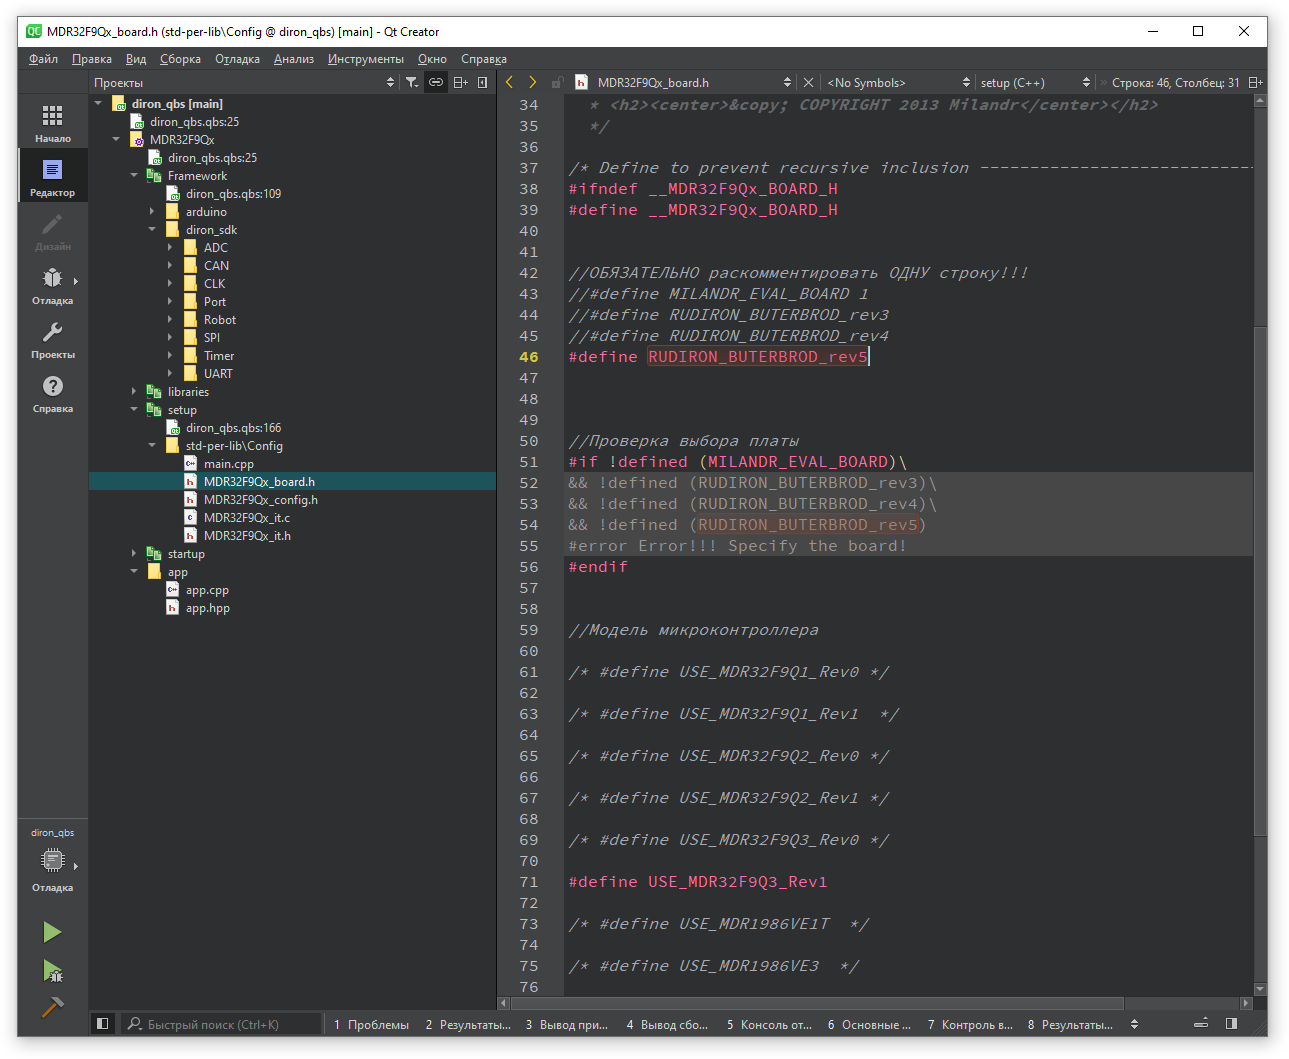 MDR32F9Qx_board.h (std-per-lib\Config @ diron_qbs) [main] - Qt Creator
Файл Правка Вид Сборка Отладка Анализ Инструменты Окно Справка
Проекты
MDR32F9Qx_board.h
<No Symbols>
setup (C++)
Строка: 46, Столбец: 31
Начало
Редактор
Дизайн
Отладка
Проекты
Справка
diron_qbs
Отладка
diron_qbs [main]
diron_qbs.qbs:25
MDR32F9Qx
diron_qbs.qbs:25
Framework
diron_qbs.qbs:109
arduino
diron_sdk
ADC
CAN
CLK
Port
Robot
SPI
Timer
UART
libraries
setup
diron_qbs.qbs:166
std-per-lib\Config
main.cpp
MDR32F9Qx_board.h
MDR32F9Qx_config.h
MDR32F9Qx_it.c
MDR32F9Qx_it.h
startup
app
app.cpp
app.hpp
34 * <h2><center>&copy; COPYRIGHT 2013 Milandr</center></h2>
35 */
36
37 /* Define to prevent recursive inclusion ----------------------------
38 #ifndef __MDR32F9Qx_BOARD_H
39 #define __MDR32F9Qx_BOARD_H
40
41
42 //ОБЯЗАТЕЛЬНО раскомментировать ОДНУ строку!!!
43 //#define MILANDR_EVAL_BOARD 1
44 //#define RUDIRON_BUTERBROD_rev3
45 //#define RUDIRON_BUTERBROD_rev4
46 #define RUDIRON_BUTERBROD_rev5
47
48
49
50 //Проверка выбора платы
51 #if !defined (MILANDR_EVAL_BOARD)\
52 && !defined (RUDIRON_BUTERBROD_rev3)\
53 && !defined (RUDIRON_BUTERBROD_rev4)\
54 && !defined (RUDIRON_BUTERBROD_rev5)
55 #error Error!!! Specify the board!
56 #endif
57
58
59 //Модель микроконтроллера
60
61 /* #define USE_MDR32F9Q1_Rev0 */
62
63 /* #define USE_MDR32F9Q1_Rev1  */
64
65 /* #define USE_MDR32F9Q2_Rev0 */
66
67 /* #define USE_MDR32F9Q2_Rev1 */
68
69 /* #define USE_MDR32F9Q3_Rev0 */
70
71 #define USE_MDR32F9Q3_Rev1
72
73 /* #define USE_MDR1986VE1T  */
74
75 /* #define USE_MDR1986VE3  */
76
Быстрый поиск (Ctrl+K)
1 Проблемы
2 Результаты...
3 Вывод при...
4 Вывод сбо...
5 Консоль от...
6 Основные ...
7 Контроль в...
8 Результаты...